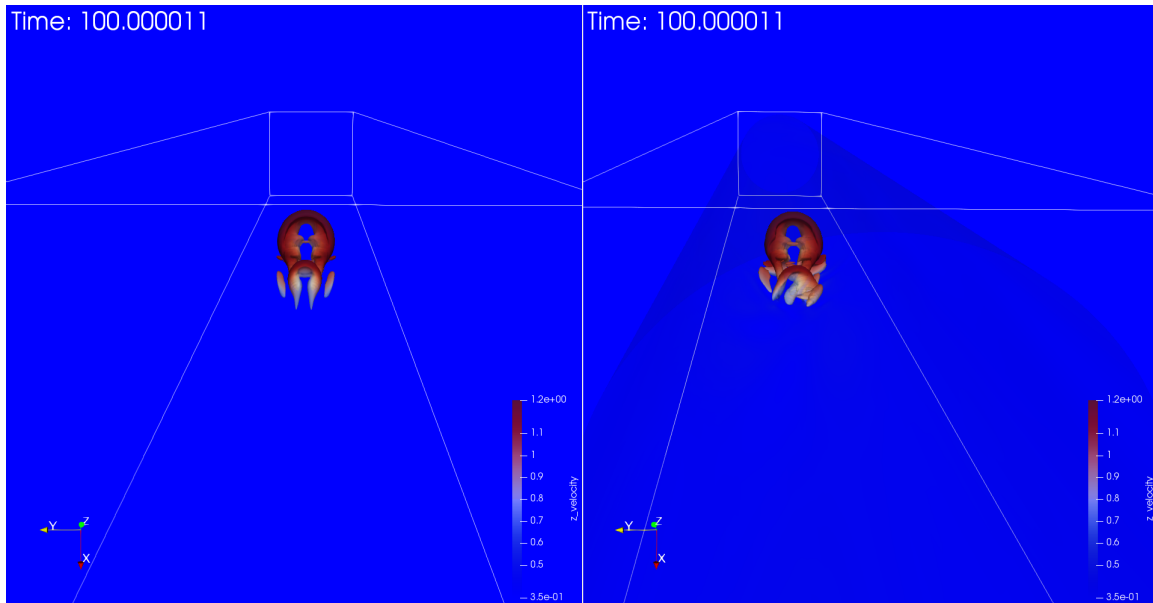 Time: 100.000011
1.2e+00
1.1
1
0.9
0.8
0.7
0.6
0.5
3.5e-01
z_velocity
Y
Z
X
Time: 100.000011
1.2e+00
1.1
1
0.9
0.8
0.7
0.6
0.5
3.5e-01
z_velocity
Y
Z
X